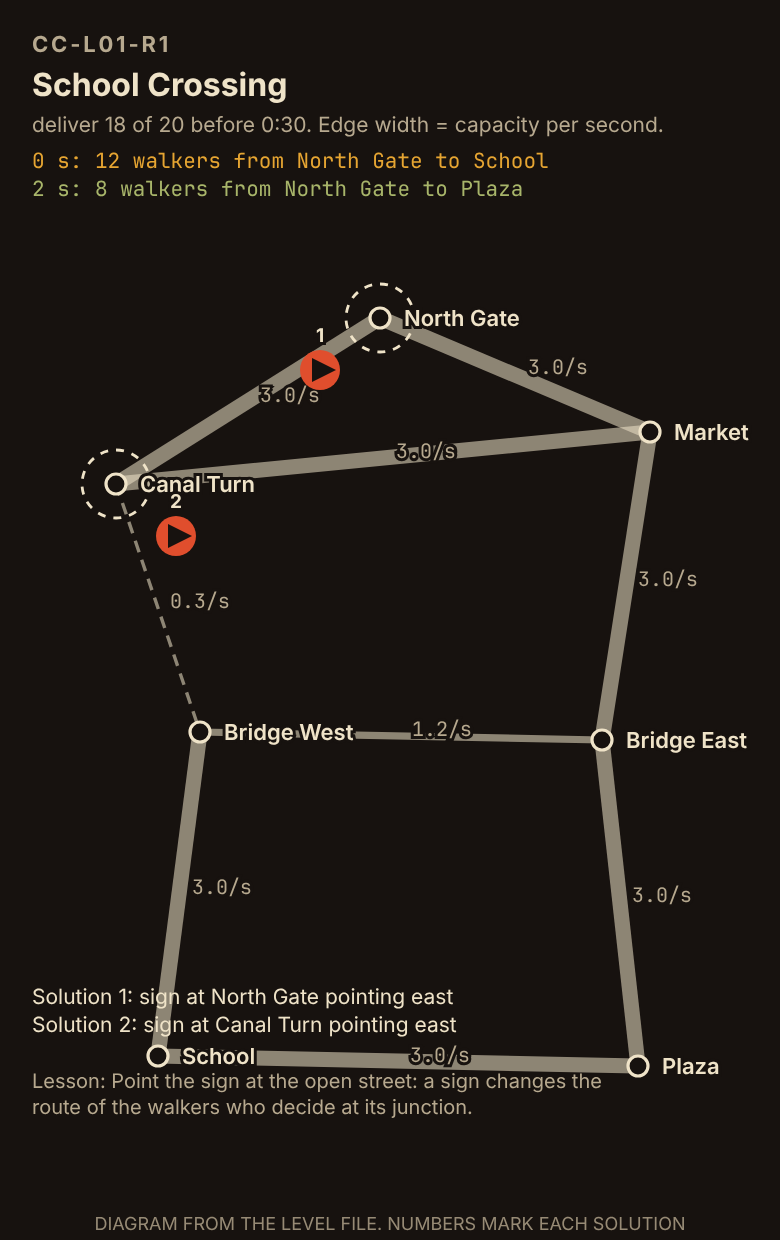 CC-L01-R1
School Crossing
deliver 18 of 20 before 0:30. Edge width = capacity per second.
0 s: 12 walkers from North Gate to School
2 s: 8 walkers from North Gate to Plaza
North Gate
1
3.0/s
3.0/s
Market
3.0/s
Canal Turn
2
3.0/s
0.3/s
Bridge West
1.2/s
Bridge East
3.0/s
3.0/s
Solution 1: sign at North Gate pointing east
Solution 2: sign at Canal Turn pointing east
School
3.0/s
Plaza
Lesson: Point the sign at the open street: a sign changes the
route of the walkers who decide at its junction.
DIAGRAM FROM THE LEVEL FILE. NUMBERS MARK EACH SOLUTION